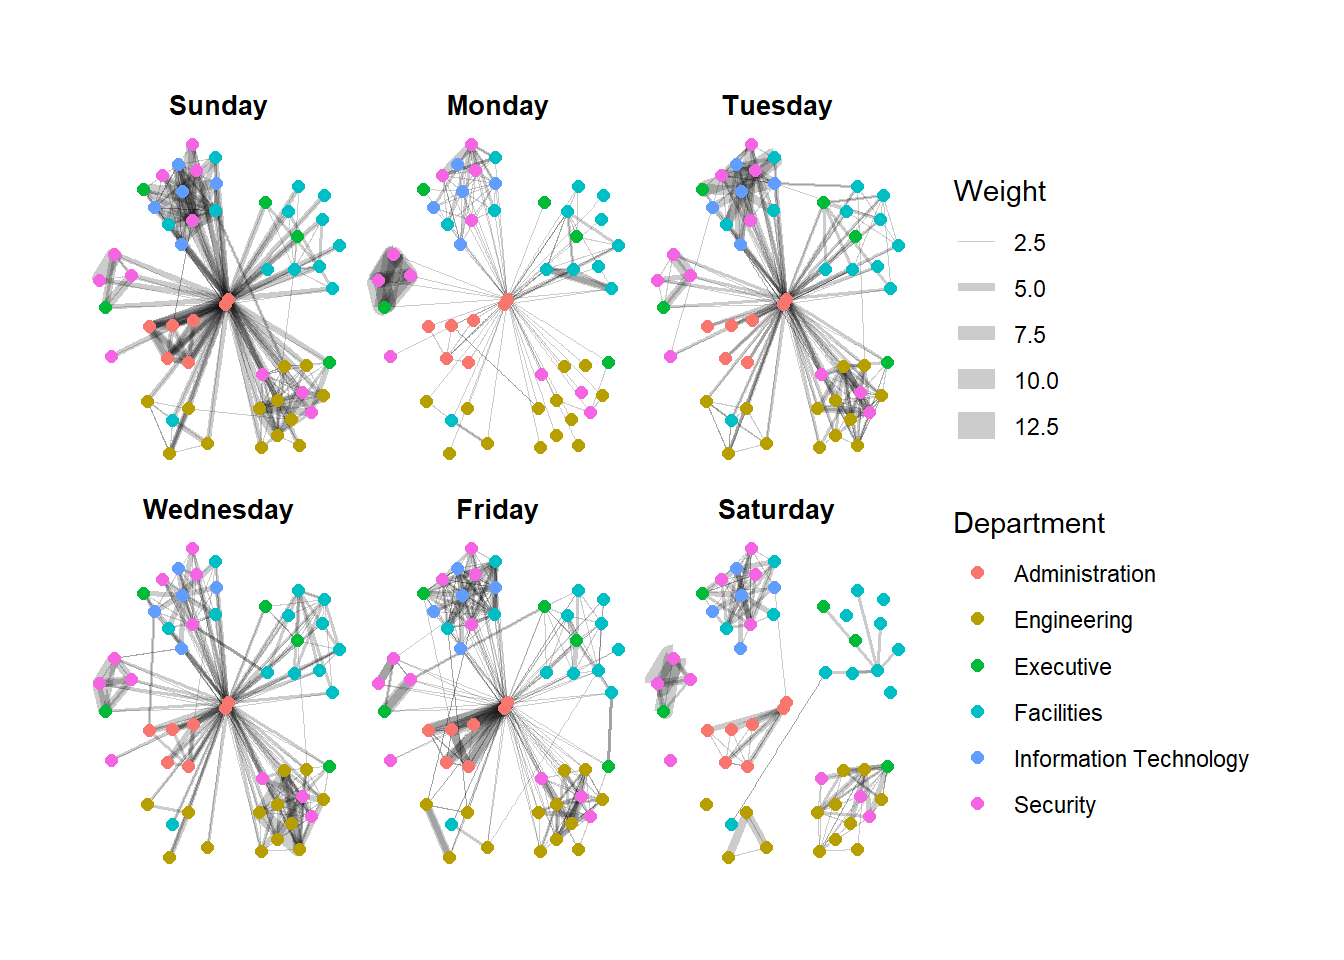 Sunday
Monday
Tuesday
Wednesday
Friday
Saturday
Weight
2.5
5.0
7.5
10.0
12.5
Department
Administration
Engineering
Executive
Facilities
Information Technology
Security